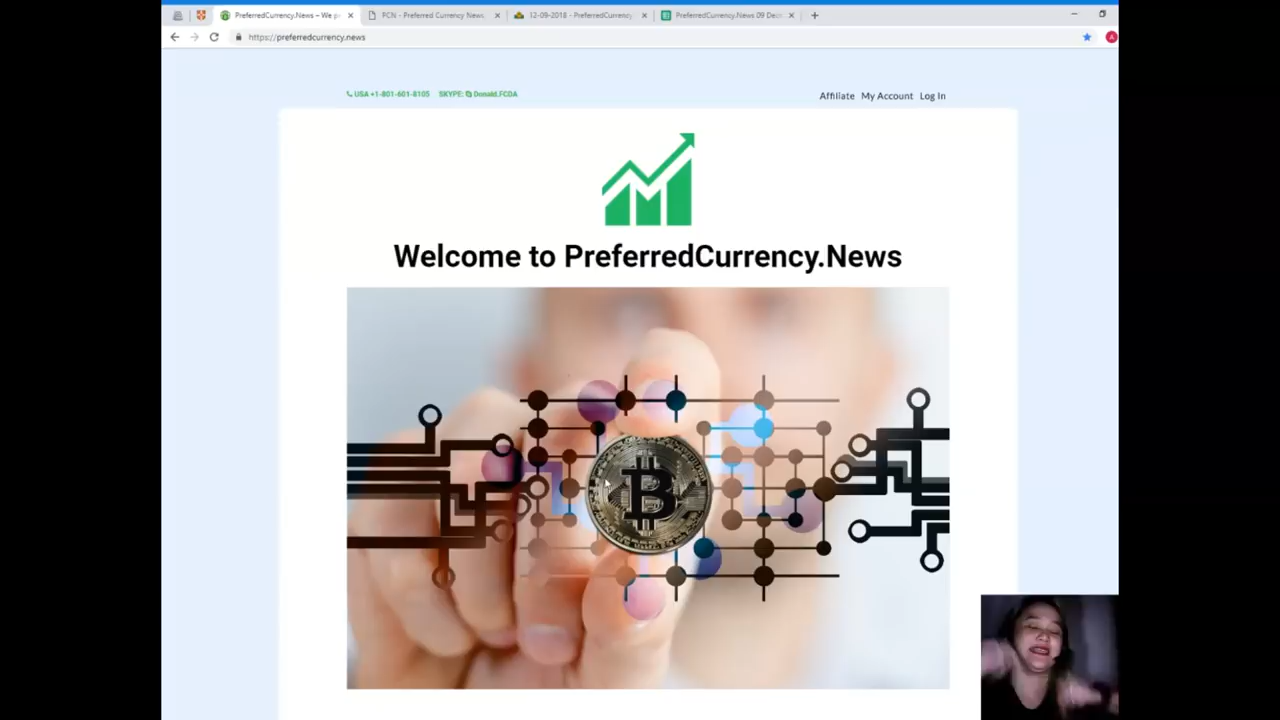 PreferredCurrency.News – We pr
FCN - Preferred Currency News
12-09-2018 - PreferredCurrency
PreferredCurrency.News 09 Dec
https://preferredcurrency.news
USA +1-801-601-8105 SKYPE: Donald.FCDA
Affiliate My Account Log In
Welcome to PreferredCurrency.News
B